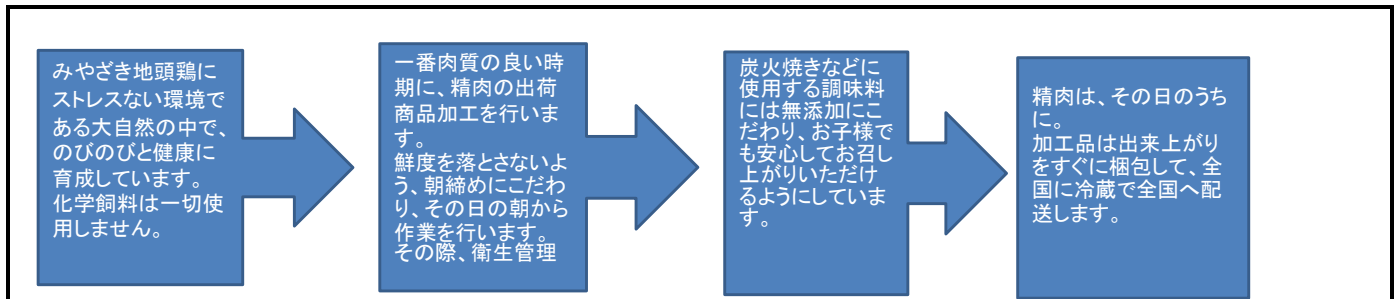 みやざき地頭鶏に
ストレスない環境で
ある大自然の中で、
のびのびと健康に
育成しています。
化学飼料は一切使
用しません。
一番肉質の良い時
期に、精肉の出荷
商品加工を行いま
す。
鮮度を落とさないよ
う、朝締めにこだわ
り、その日の朝から
作業を行います。
その際、衛生管理
炭火焼きなどに
使用する調味料
には無添加にこ
だわり、お子様で
も安心してお召し
上がりいただけ
るようにしていま
す。
精肉は、その日のうち
に。
加工品は出来上がり
をすぐに梱包して、全
国に冷蔵で全国へ配
送します。